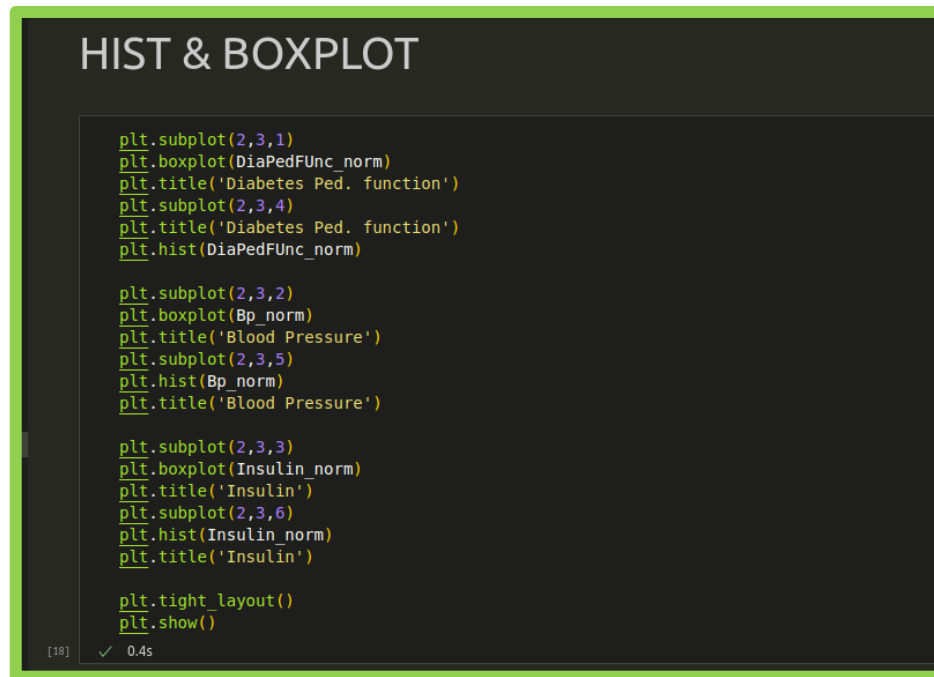 HIST & BOXPLOT
plt.subplot(2,3,1)
plt.boxplot(DiaPedFUnc_norm)
plt.title('Diabetes Ped. function')
plt.subplot(2,3,4)
plt.title('Diabetes Ped. function')
plt.hist(DiaPedFUnc_norm)
plt.subplot(2,3,2)
plt.boxplot(Bp_norm)
plt.title('Blood Pressure')
plt.subplot(2,3,5)
plt.hist(Bp_norm)
plt.title('Blood Pressure')
plt.subplot(2,3,3)
plt.boxplot(Insulin_norm)
plt.title('Insulin')
plt.subplot(2,3,6)
plt.hist(Insulin_norm)
plt.title('Insulin')
plt.tight_layout()
plt.show()
[18] ✓ 0.4s